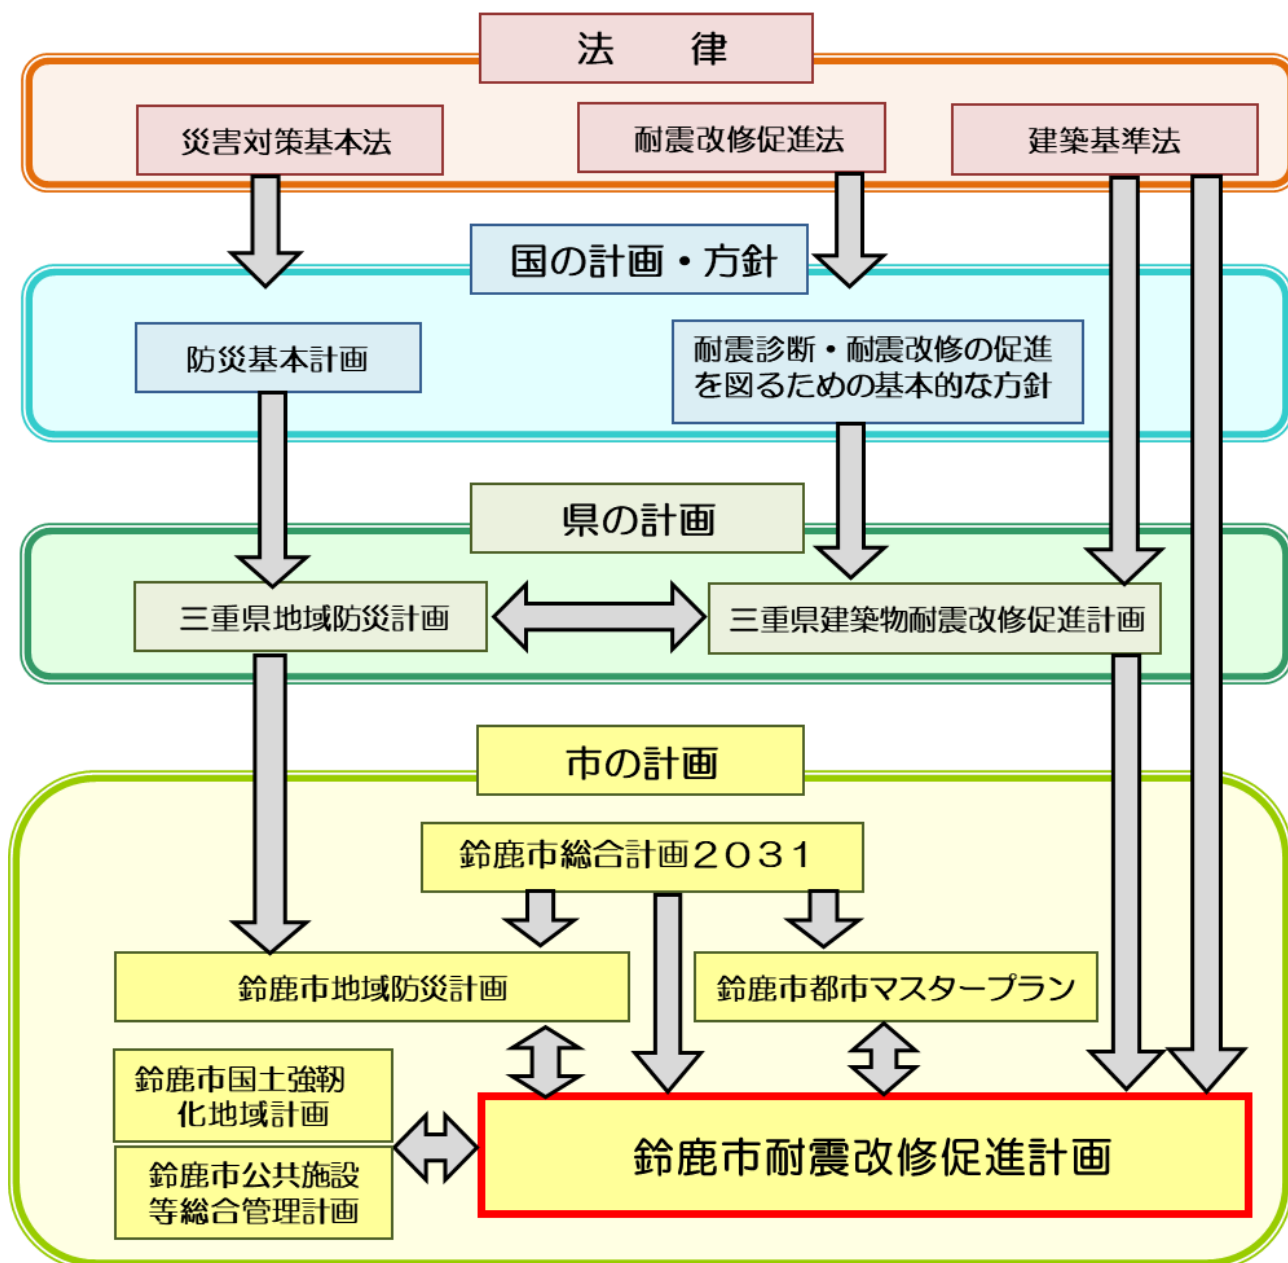 法　　律
災害対策基本法
耐震改修促進法
建築基準法
国の計画・方針
防災基本計画
耐震診断・耐震改修の促進
を図るための基本的な方針
県の計画
三重県地域防災計画
三重県建築物耐震改修促進計画
市の計画
鈴鹿市総合計画２０３１
鈴鹿市地域防災計画
鈴鹿市都市マスタープラン
鈴鹿市国土強靭
化地域計画
鈴鹿市公共施設
等総合管理計画
鈴鹿市耐震改修促進計画